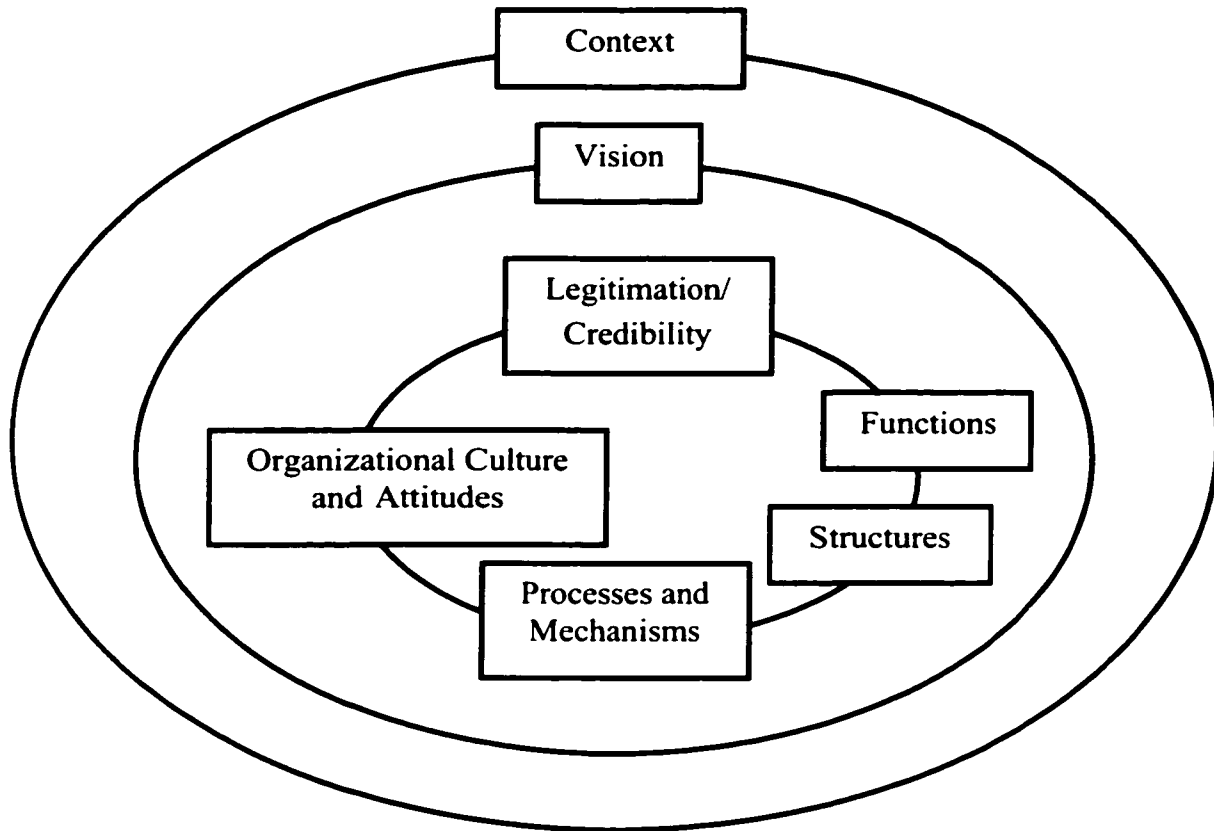 Context
Vision
Legitimation/
Credibility
Functions
Organizational Culture
and Attitudes
Structures
Processes and
Mechanisms